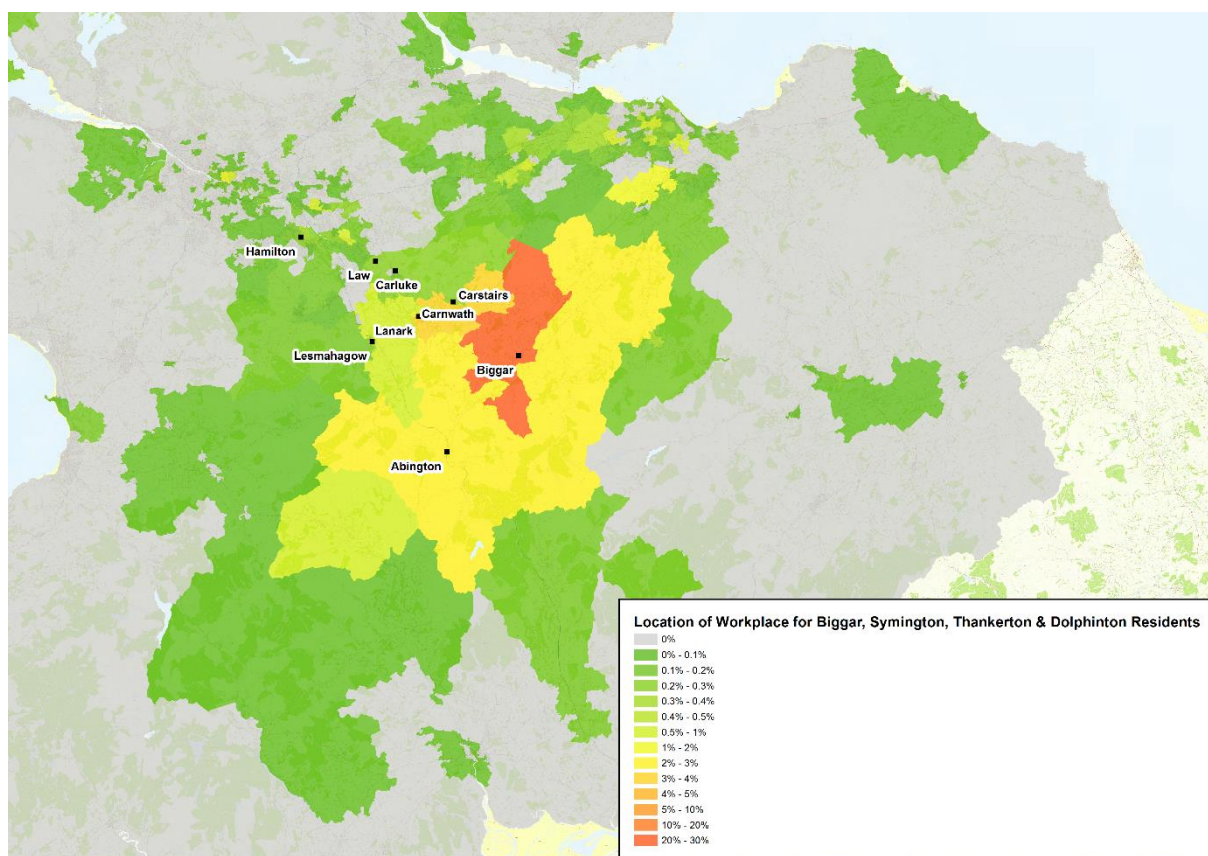 Hamilton
Law
Carluke
Carstairs
Carnwath
Lanark
Lesmahagow
Biggar
Abington
Location of Workplace for Biggar, Symington, Thankerton & Dolphinton Residents
0%
0% - 0.1%
0.1% - 0.2%
0.2% - 0.3%
0.3% - 0.4%
0.4% - 0.5%
0.5% - 1%
1% - 2%
2% - 3%
3% - 4%
4% - 5%
5% - 10%
10% - 20%
20% - 30%